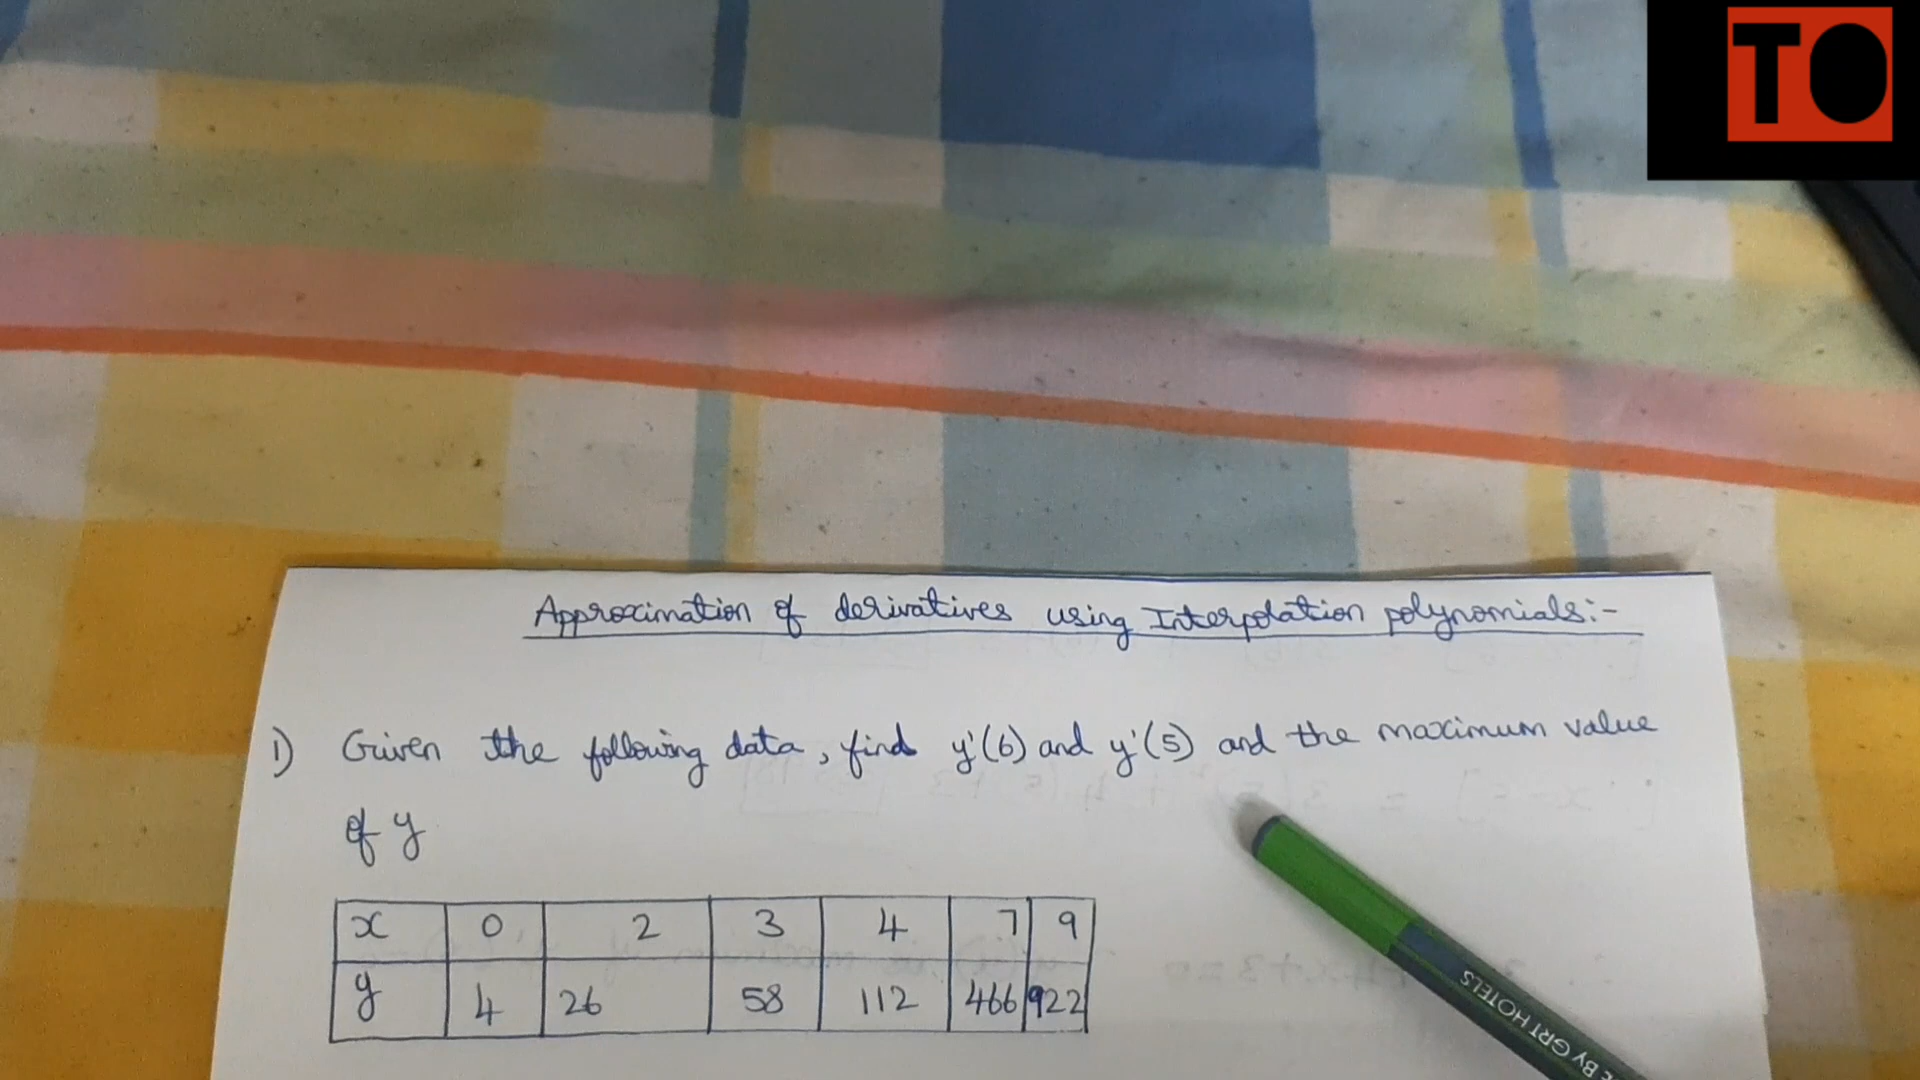 TO
Approximation of derivatives using Interpolation polynomials:-
1) Given the following data, find y'(6) and y'(5) and the maximum value
of y
x 0 2 3 4 7 9
y 4 26 58 112 466 922
E BY GRT HOTELS